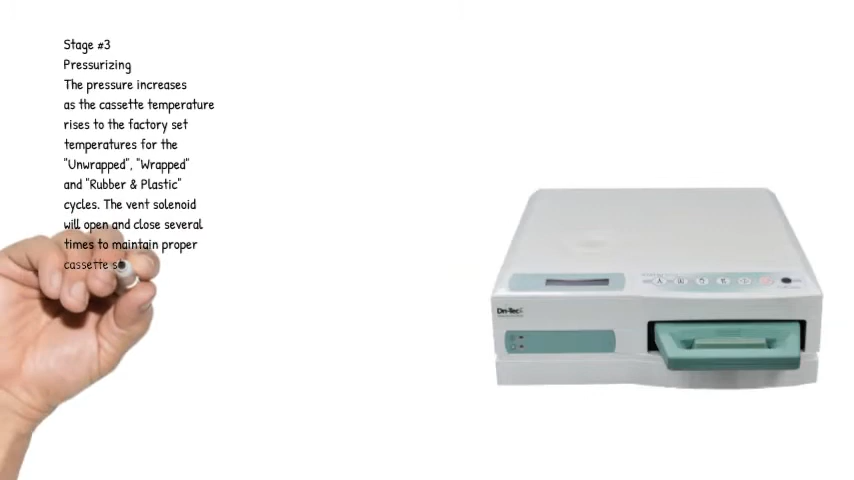 Stage #3
Pressurizing
The pressure increases
as the cassette temperature
rises to the factory set
temperatures for the
"Unwrapped", "Wrapped"
and "Rubber & Plastic"
cycles. The vent solenoid
will open and close several
times to maintain proper
cassette s